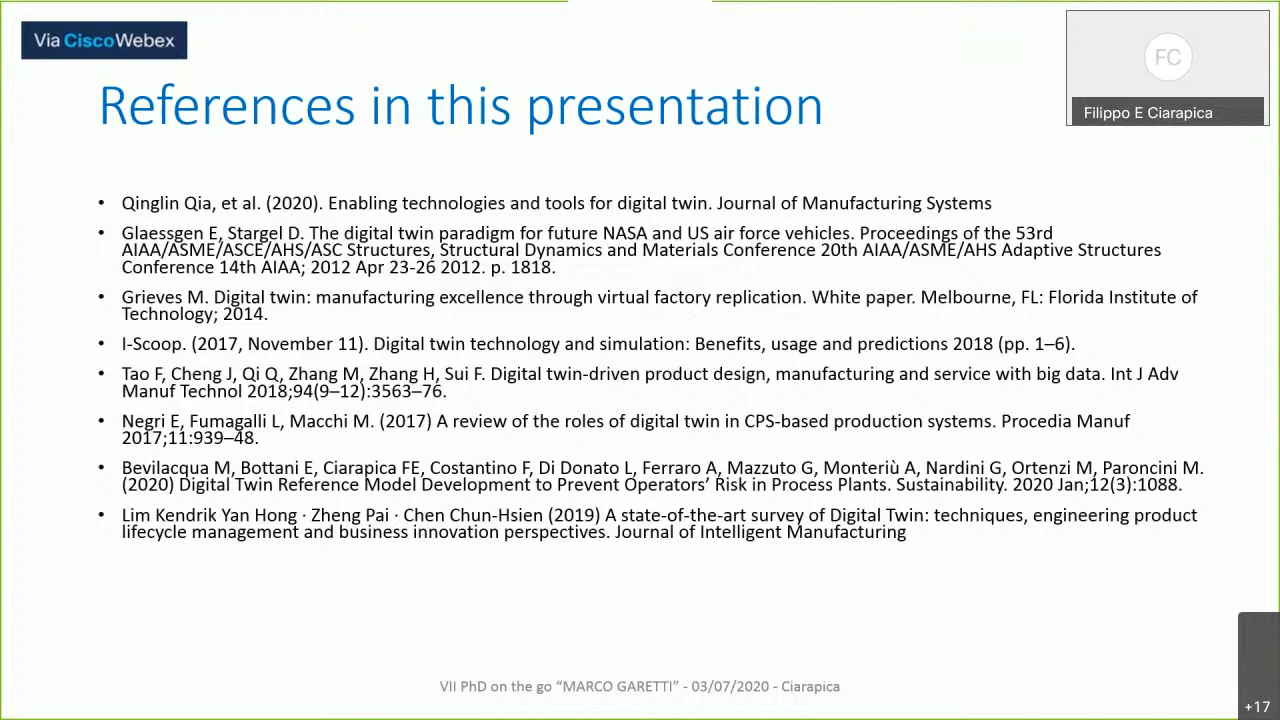 Via CiscoWebex
FC
Filippo E Ciarapica
References in this presentation
• Qinglin Qia, et al. (2020). Enabling technologies and tools for digital twin. Journal of Manufacturing Systems
• Glaessgen E, Stargel D. The digital twin paradigm for future NASA and US air force vehicles. Proceedings of the 53rd
AIAA/ASME/ASCE/AHS/ASC Structures, Structural Dynamics and Materials Conference 20th AIAA/ASME/AHS Adaptive Structures
Conference 14th AIAA; 2012 Apr 23-26 2012. p. 1818.
• Grieves M. Digital twin: manufacturing excellence through virtual factory replication. White paper. Melbourne, FL: Florida Institute of
Technology; 2014.
• I-Scoop. (2017, November 11). Digital twin technology and simulation: Benefits, usage and predictions 2018 (pp. 1–6).
• Tao F, Cheng J, Qi Q, Zhang M, Zhang H, Sui F. Digital twin-driven product design, manufacturing and service with big data. Int J Adv
Manuf Technol 2018;94(9–12):3563–76.
• Negri E, Fumagalli L, Macchi M. (2017) A review of the roles of digital twin in CPS-based production systems. Procedia Manuf
2017;11:939–48.
• Bevilacqua M, Bottani E, Ciarapica FE, Costantino F, Di Donato L, Ferraro A, Mazzuto G, Monteriù A, Nardini G, Ortenzi M, Paroncini M.
(2020) Digital Twin Reference Model Development to Prevent Operators’ Risk in Process Plants. Sustainability. 2020 Jan;12(3):1088.
• Lim Kendrik Yan Hong · Zheng Pai · Chen Chun-Hsien (2019) A state-of-the-art survey of Digital Twin: techniques, engineering product
lifecycle management and business innovation perspectives. Journal of Intelligent Manufacturing
VII PhD on the go “MARCO GARETTI” - 03/07/2020 - Ciarapica
+17